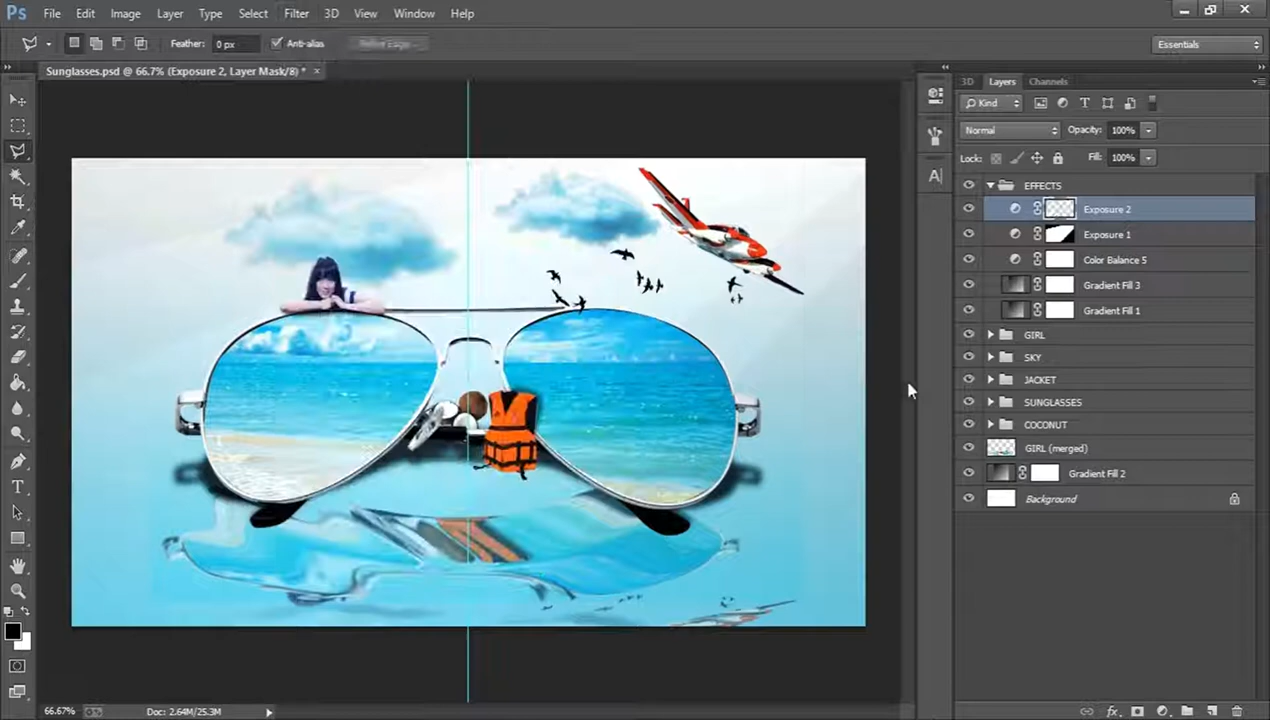 Ps File Edit Image Layer Type Select Filter 3D View Window Help
Feather: 0 px Anti-alias Refine Edge... Essentials
Sunglasses.psd @ 66.7% (Exposure 2, Layer Mask/8) * ×
3D Layers Channels
Kind
Normal Opacity: 100%
Lock: Fill: 100%
EFFECTS
Exposure 2
Exposure 1
Color Balance 5
Gradient Fill 3
Gradient Fill 1
GIRL
SKY
JACKET
SUNGLASSES
COCONUT
GIRL (merged)
Gradient Fill 2
Background
66.67% Doc: 2.64M/25.3M